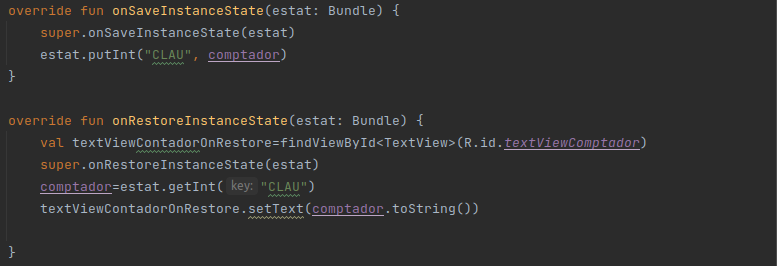 override fun onSaveInstanceState(estat: Bundle) {
super.onSaveInstanceState(estat)
estat.putInt("CLAU", comptador)
}
override fun onRestoreInstanceState(estat: Bundle) {
val textViewContadorOnRestore=findViewById<TextView>(R.id.textViewComptador)
super.onRestoreInstanceState(estat)
comptador=estat.getInt( key: "CLAU")
textViewContadorOnRestore.setText(comptador.toString())
}